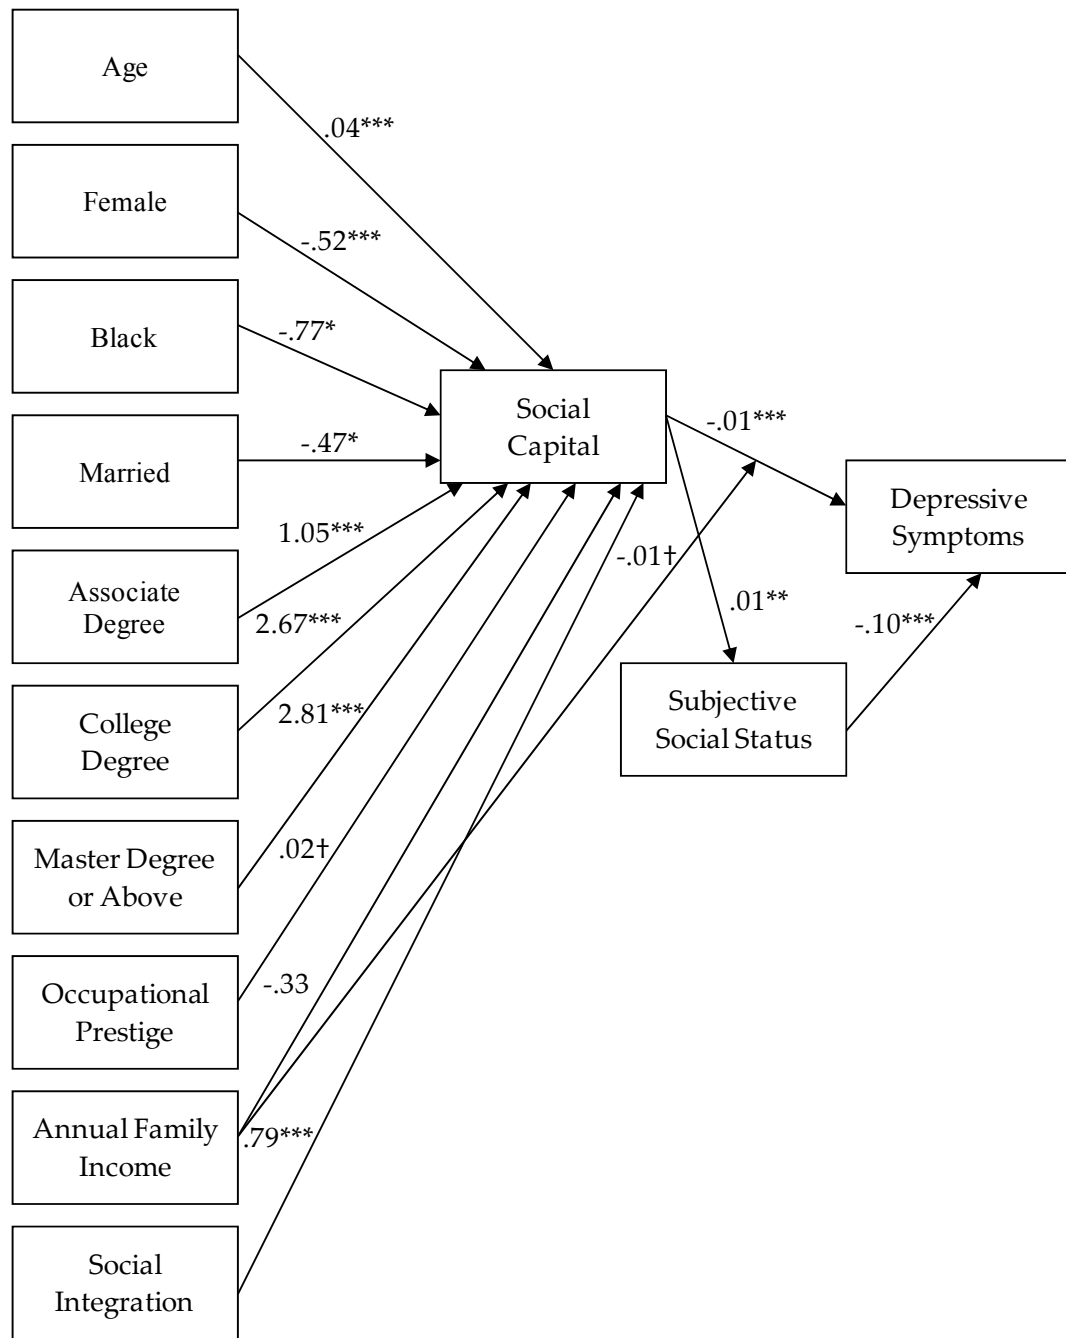 Age
.04***
Female
-.52***
Black
-.77*
Social
Capital
-.01***
Married
-.47*
Depressive
Symptoms
Associate
Degree
1.05***
-.01†
.01**
-.10***
2.67***
College
Degree
2.81***
Subjective
Social Status
Master Degree
or Above
.02†
Occupational
Prestige
-.33
Annual Family
Income
.79***
Social
Integration